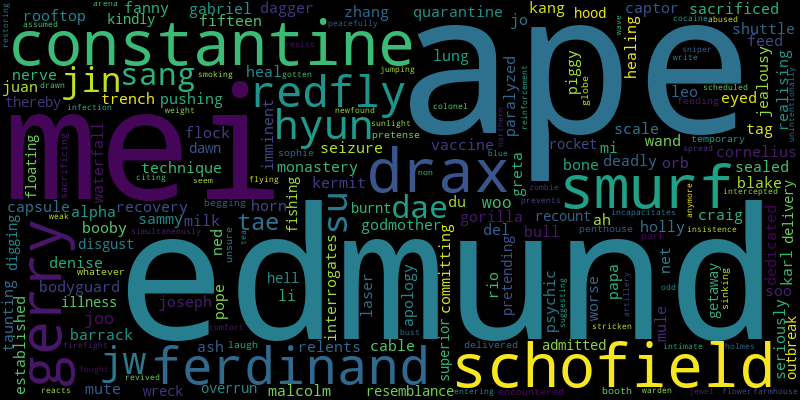 rooftop kindly fanny gabriel dagger zhang quarantine jo kang hood captor sacrificed
fifteen shuttle
constantine ape feed
nerve heal lung piggy healing realising
juan drawn jin sang smoking gotten resist jumping globe jealousy
thereby trench pushing redfly colonel paralyzed leo eyed
infection weight newfound sunlight reinforcement scheduled feeding
mei flock hyun pretense northern scale tag
floating sacrificing waterfall dawn imminent seizure vaccine rocket mi wand temporary cornelius
technique sophie blue greta deadly orb spread unintentionally
citing seem flying monastery drax non zombie bone smurf sealed
capsule alpha recovery begging horn fishing kermit du woo gorilla prevents recount anymore blake
weak sammy milk tae su burnt dae ah holly craig intercepted
digging booby simultaneously unsure tea godmother del bull incapacitates penthouse insistence
disgust ned edmund committing pretending park dedicated karl delivery
taunting denise whatever hell interrogates rio psychic papa net
gerry bodyguard illness li laser apology suggesting worse artillery odd getaway sinking soo
established joseph pope comfort bust stricken mule
joo barrack firefight ash laugh relents cable superior delivered admitted intimate holmes seriously outbreak
jw ferdinand schofield
fought revived
reacts mute wreck overrun malcolm resemblance entering encountered booth warden jewel flower farmhouse
restoring assumed arena peacefully wave cocaine abused sniper write